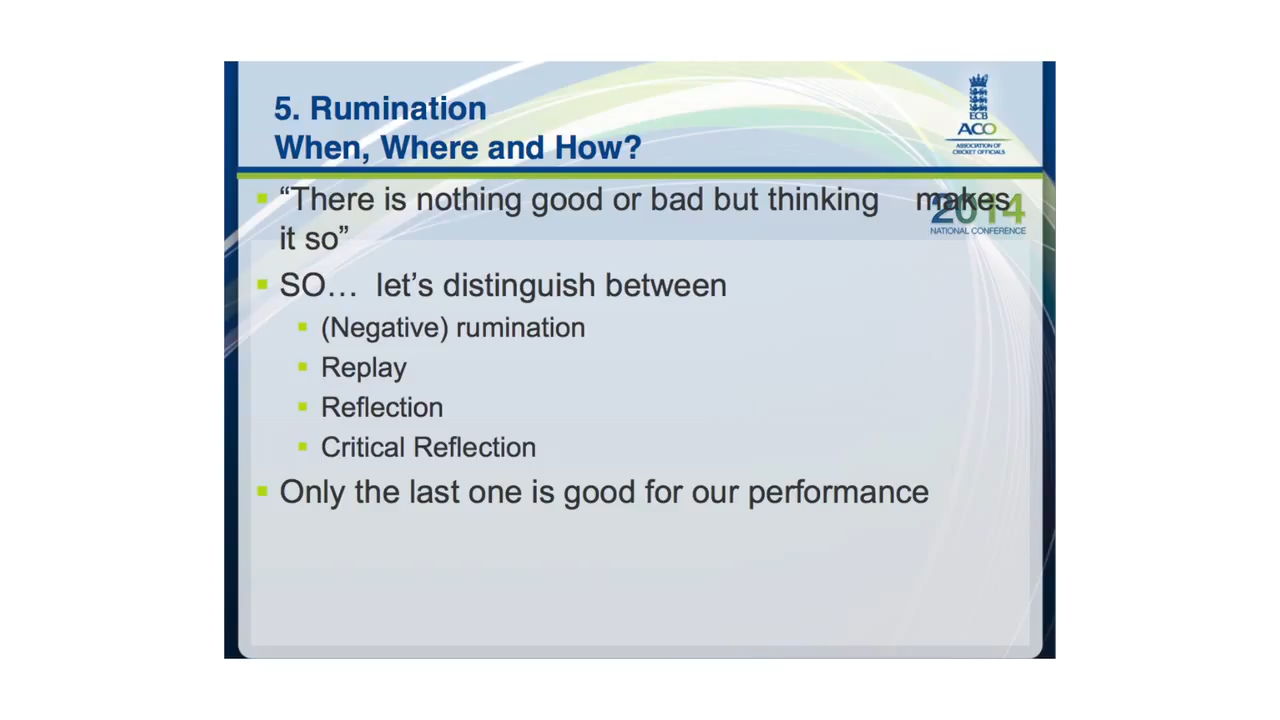 5. Rumination
When, Where and How?
ECB
ACO
ASSOCIATION OF
CRICKET OFFICIALS
“There is nothing good or bad but thinking makes
it so”
2014
NATIONAL CONFERENCE
SO… let’s distinguish between
(Negative) rumination
Replay
Reflection
Critical Reflection
Only the last one is good for our performance